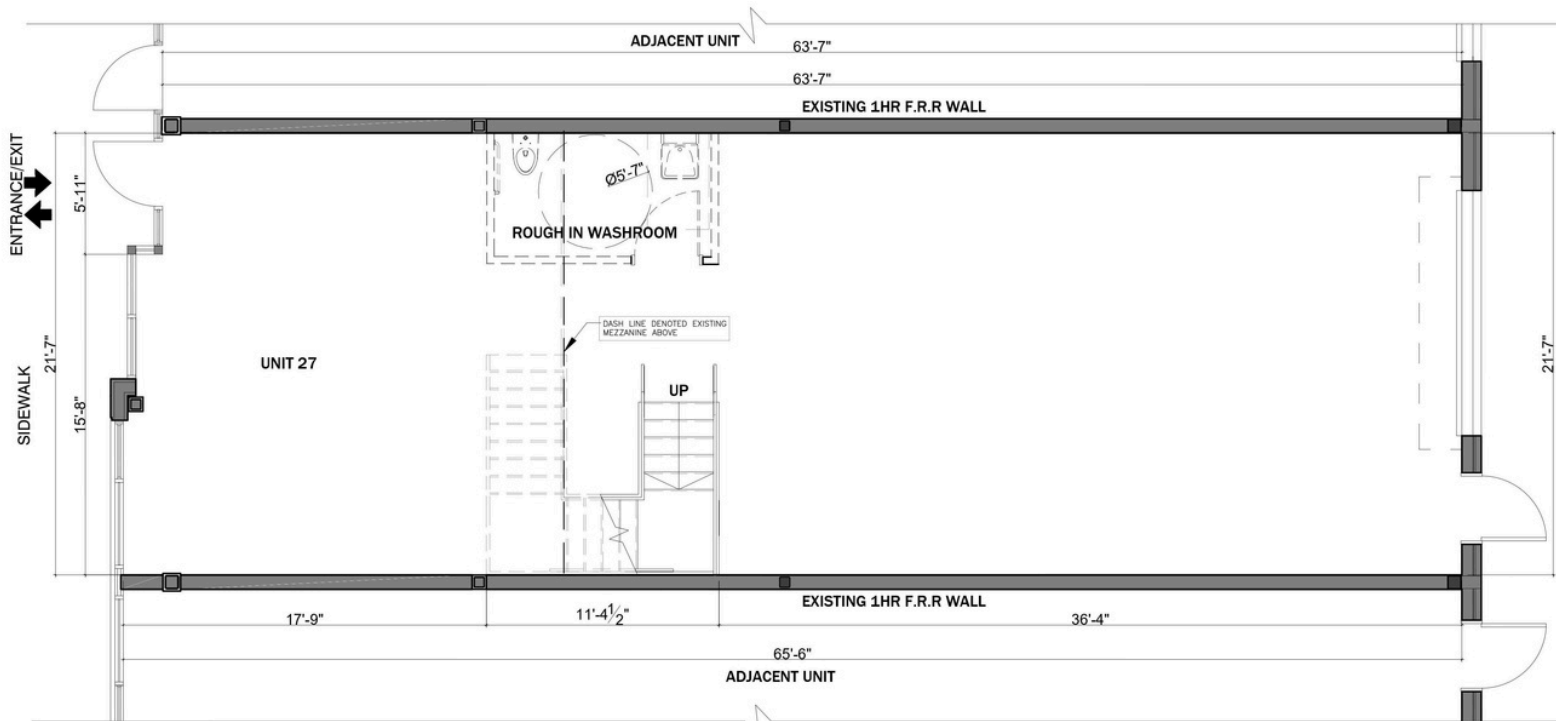 ADJACENT UNIT
63'-7"
63'-7"
EXISTING 1HR F.R.R WALL
ENTRANCE/EXIT
5'-11"
Ø5'-7"
ROUGH IN WASHROOM
DASH LINE DENOTED EXISTING
MEZZANINE ABOVE
21'-7"
21'-7"
UNIT 27
UP
SIDEWALK
15'-8"
EXISTING 1HR F.R.R WALL
17'-9"
11'-4 1/2"
36'-4"
65'-6"
ADJACENT UNIT